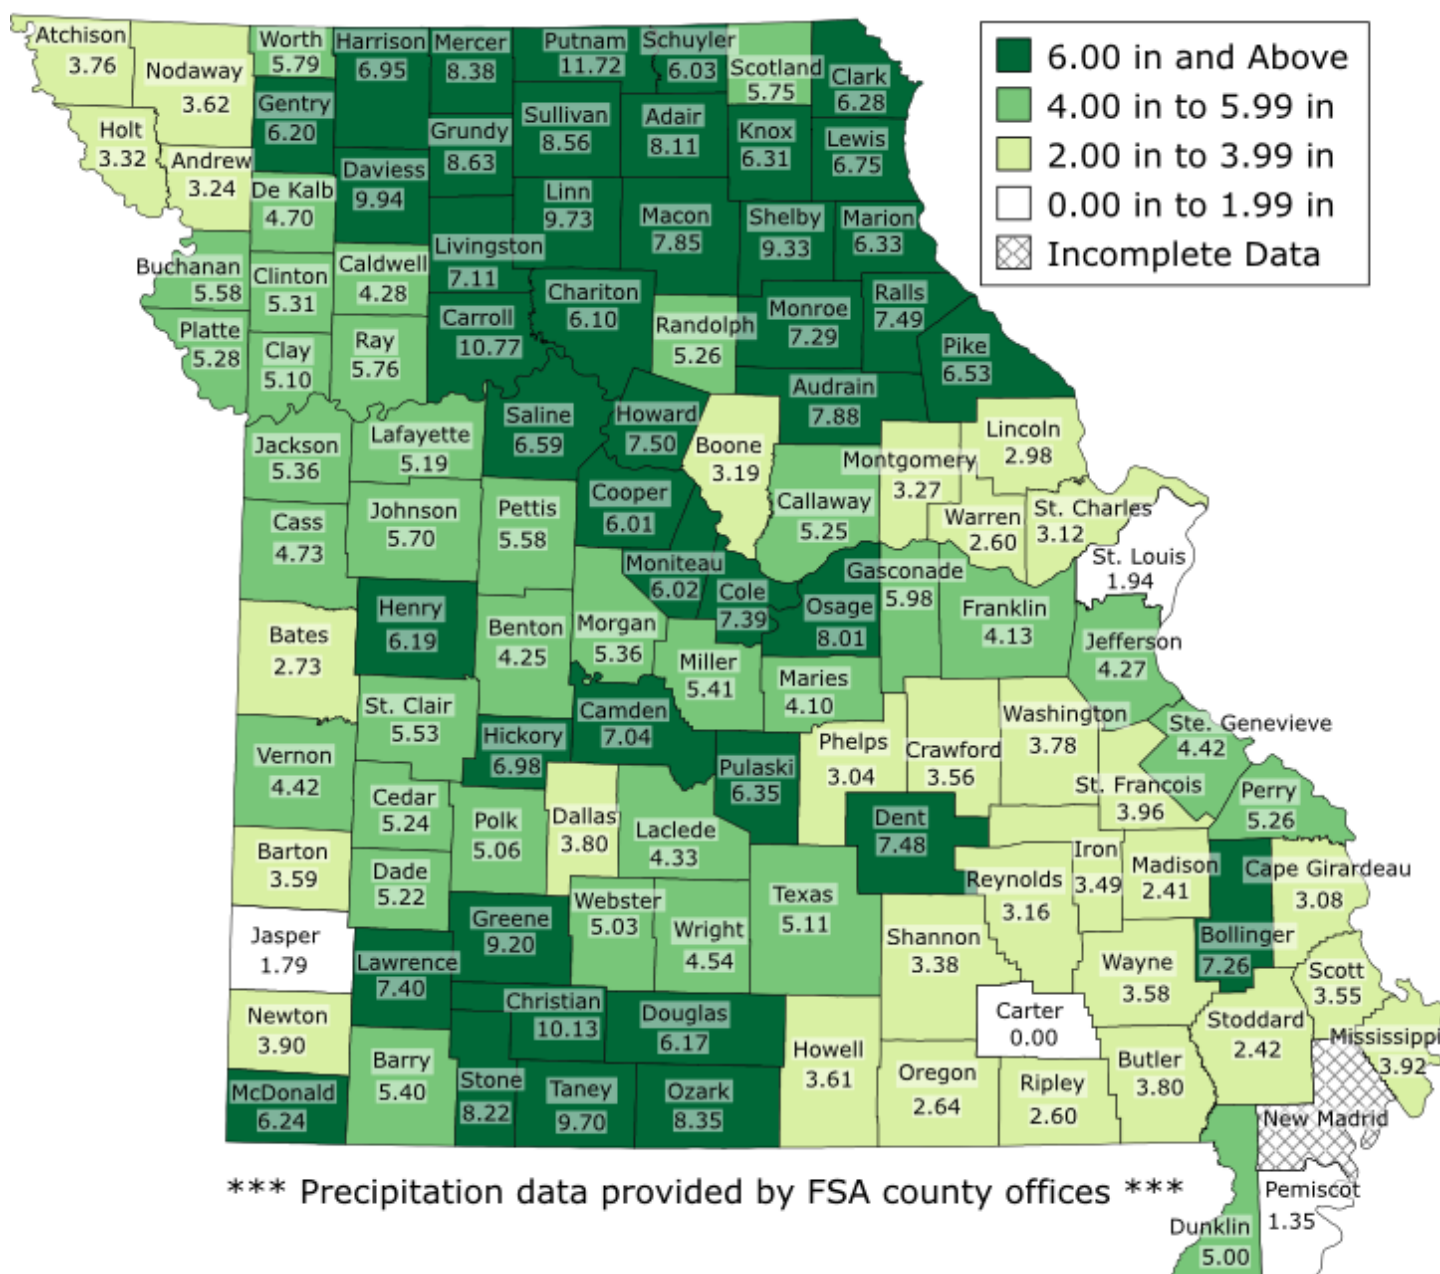 6.00 in and Above
4.00 in to 5.99 in
2.00 in to 3.99 in
0.00 in to 1.99 in
Incomplete Data
Atchison
3.76
Nodaway
3.62
Worth
5.79
Harrison
6.95
Mercer
8.38
Putnam
11.72
Schuyler
6.03
Scotland
5.75
Clark
6.28
Holt
3.32
Andrew
3.24
Gentry
6.20
De Kalb
4.70
Daviess
9.94
Grundy
8.63
Sullivan
8.56
Adair
8.11
Knox
6.31
Lewis
6.75
Linn
9.73
Macon
7.85
Shelby
9.33
Marion
6.33
Buchanan
5.58
Clinton
5.31
Caldwell
4.28
Livingston
7.11
Platte
5.28
Clay
5.10
Ray
5.76
Carroll
10.77
Chariton
6.10
Randolph
5.26
Monroe
7.29
Ralls
7.49
Pike
6.53
Audrain
7.88
Jackson
5.36
Lafayette
5.19
Saline
6.59
Howard
7.50
Boone
3.19
Montgomery
3.27
Lincoln
2.98
Cass
4.73
Johnson
5.70
Pettis
5.58
Cooper
6.01
Callaway
5.25
Warren
2.60
St. Charles
3.12
St. Louis
1.94
Moniteau
6.02
Cole
7.39
Osage
8.01
Gasconade
5.98
Franklin
4.13
Jefferson
4.27
Bates
2.73
Henry
6.19
Benton
4.25
Morgan
5.36
Miller
5.41
Maries
4.10
St. Clair
5.53
Hickory
6.98
Camden
7.04
Vernon
4.42
Cedar
5.24
Polk
5.06
Dallas
3.80
Laclede
4.33
Pulaski
6.35
Phelps
3.04
Crawford
3.56
Washington
3.78
Ste. Genevieve
4.42
St. Francois
3.96
Perry
5.26
Dent
7.48
Barton
3.59
Dade
5.22
Greene
9.20
Webster
5.03
Wright
4.54
Texas
5.11
Reynolds
3.16
Iron
3.49
Madison
2.41
Cape Girardeau
3.08
Bollinger
7.26
Jasper
1.79
Lawrence
7.40
Shannon
3.38
Wayne
3.58
Scott
3.55
Newton
3.90
Christian
10.13
Douglas
6.17
Howell
3.61
Carter
0.00
Stoddard
2.42
Mississippi
3.92
McDonald
6.24
Barry
5.40
Stone
8.22
Taney
9.70
Ozark
8.35
Oregon
2.64
Ripley
2.60
Butler
3.80
New Madrid
Pemiscot
1.35
Dunklin
5.00
*** Precipitation data provided by FSA county offices ***